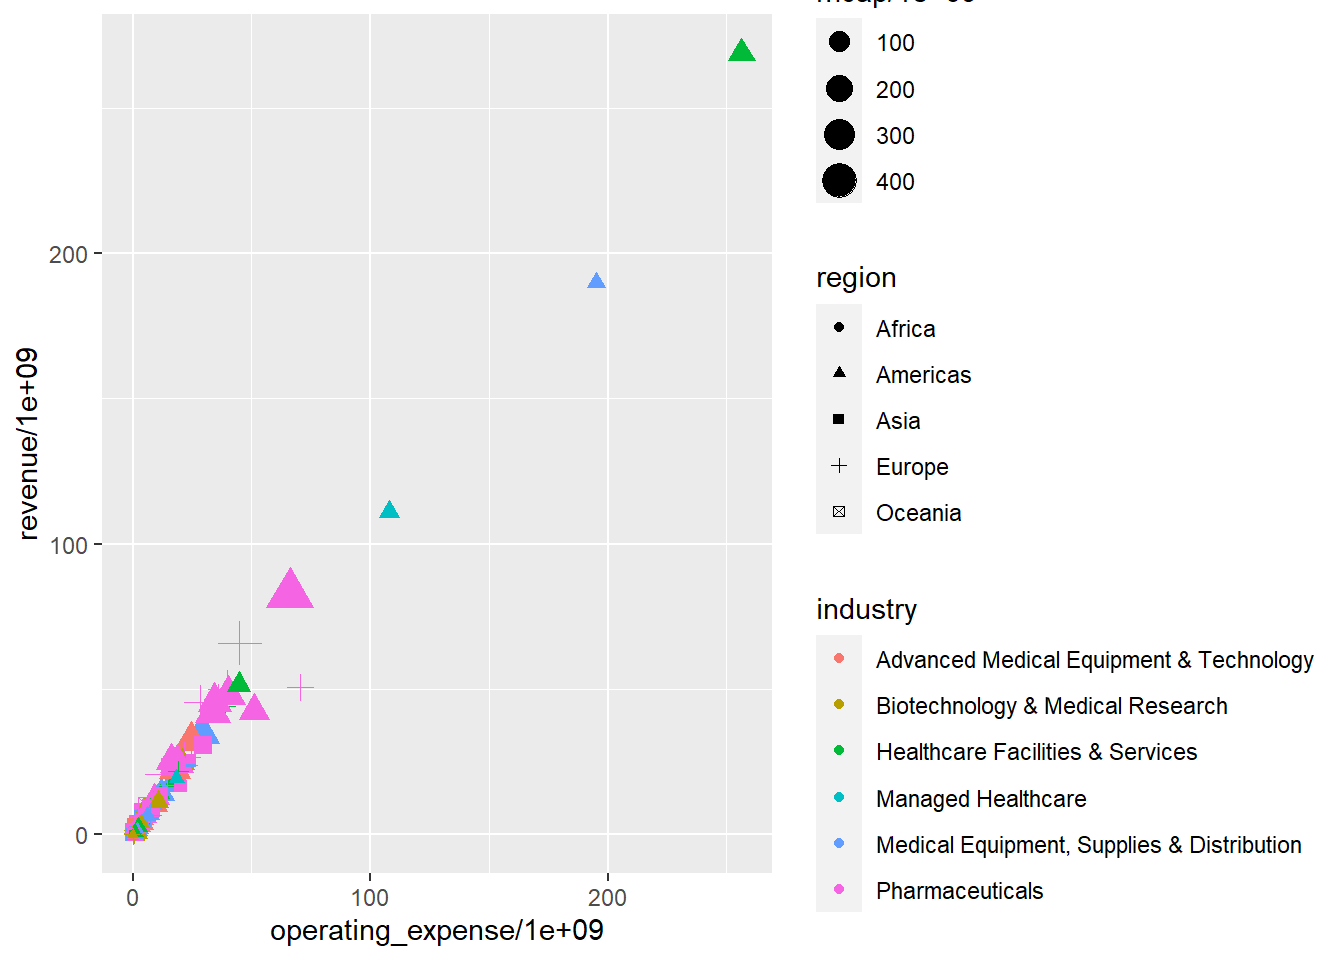 100
200
300
400
region
Africa
Americas
Asia
Europe
Oceania
industry
Advanced Medical Equipment & Technology
Biotechnology & Medical Research
Healthcare Facilities & Services
Managed Healthcare
Medical Equipment, Supplies & Distribution
Pharmaceuticals
revenue/1e+09
200
100
0
0
100
200
operating_expense/1e+09